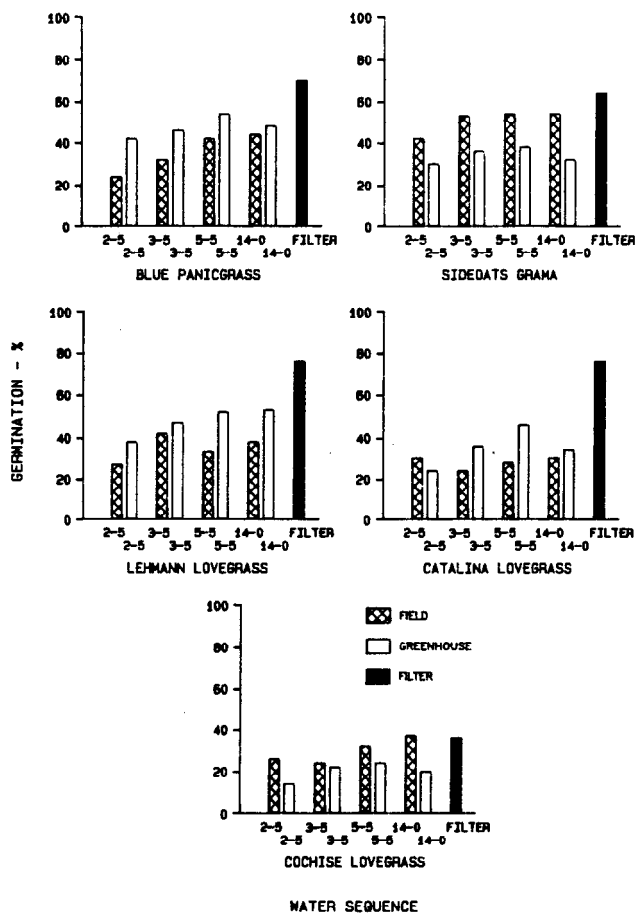 100
80
60
40
20
0
2-5 3-5 5-5 14-0 FILTER
2-5 3-5 5-5 14-0
BLUE PANICGRASS
100
80
60
40
20
0
2-5 3-5 5-5 14-0 FILTER
2-5 3-5 5-5 14-0
SIDEOATS GRAMA
GERMINATION - %
100
80
60
40
20
0
2-5 3-5 5-5 14-0 FILTER
2-5 3-5 5-5 14-0
LEHMANN LOVEGRASS
100
80
60
40
20
0
2-5 3-5 5-5 14-0 FILTER
2-5 3-5 5-5 14-0
CATALINA LOVEGRASS
100
80
60
40
20
0
FIELD
GREENHOUSE
FILTER
2-5 3-5 5-5 14-0 FILTER
2-5 3-5 5-5 14-0
COCHISE LOVEGRASS
WATER SEQUENCE